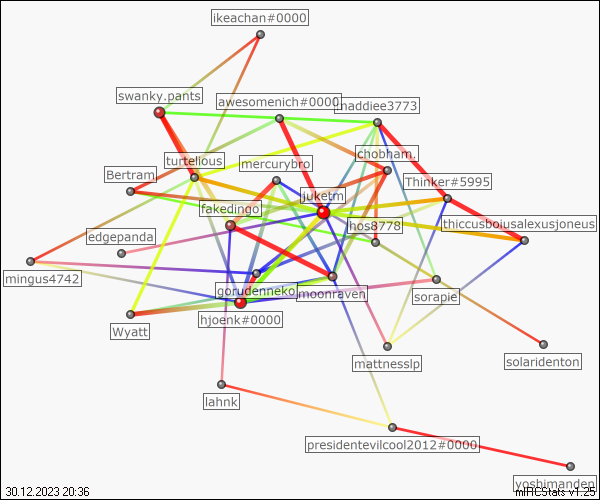 ikeachan#0000
swanky.pants
awesomenich#0000
maddiee3773
chobham.
turtellous
mercurybro
Bertram
juketm
Thinker#5995
fakedingo
hos8778
thiccusboiusalexusjoneus
edgepanda
mingus4742
gorudenneko
moonraven
sorapie
hjoenk#0000
Wyatt
mattnesslp
solaridenton
lahnk
presidentevilcool2012#0000
yoshimanden
30.12.2023 20:36
mIRCStats v1.25